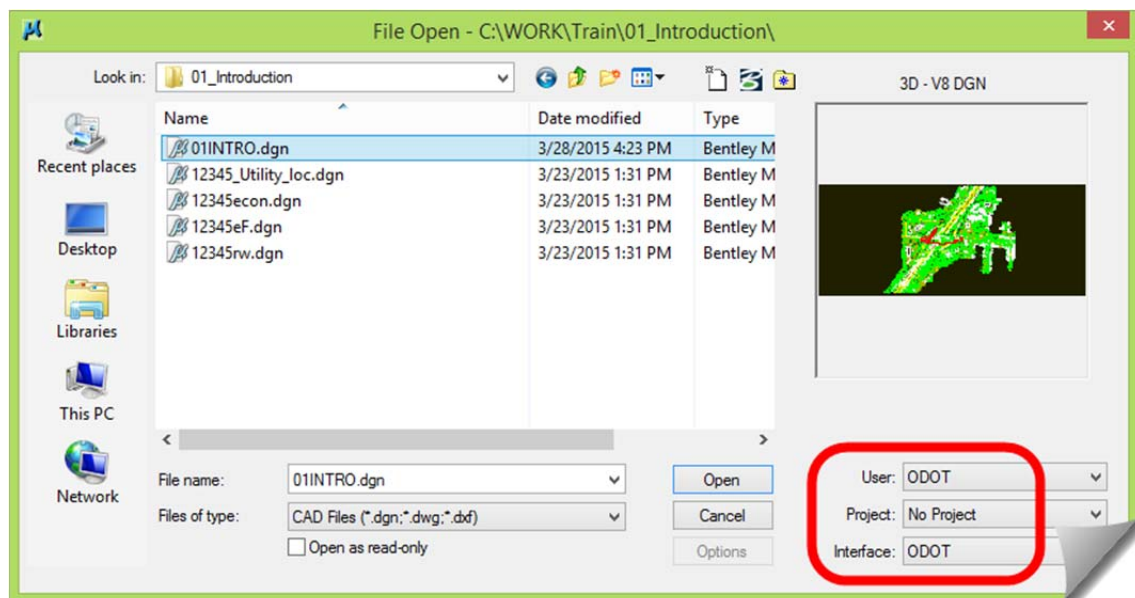 File Open - C:\WORK\Train\01_Introduction\
Look in: 01_Introduction
3D - V8 DGN
Name Date modified Type
01INTRO.dgn 3/28/2015 4:23 PM Bentley M
12345_Utility_loc.dgn 3/23/2015 1:31 PM Bentley M
12345econ.dgn 3/23/2015 1:31 PM Bentley M
12345eF.dgn 3/23/2015 1:31 PM Bentley M
12345rw.dgn 3/23/2015 1:31 PM Bentley M
Recent places
Desktop
Libraries
This PC
Network
File name: 01INTRO.dgn Open
Files of type: CAD Files (*.dgn;*.dwg;*.dxf) Cancel
Open as read-only Options
User: ODOT
Project: No Project
Interface: ODOT